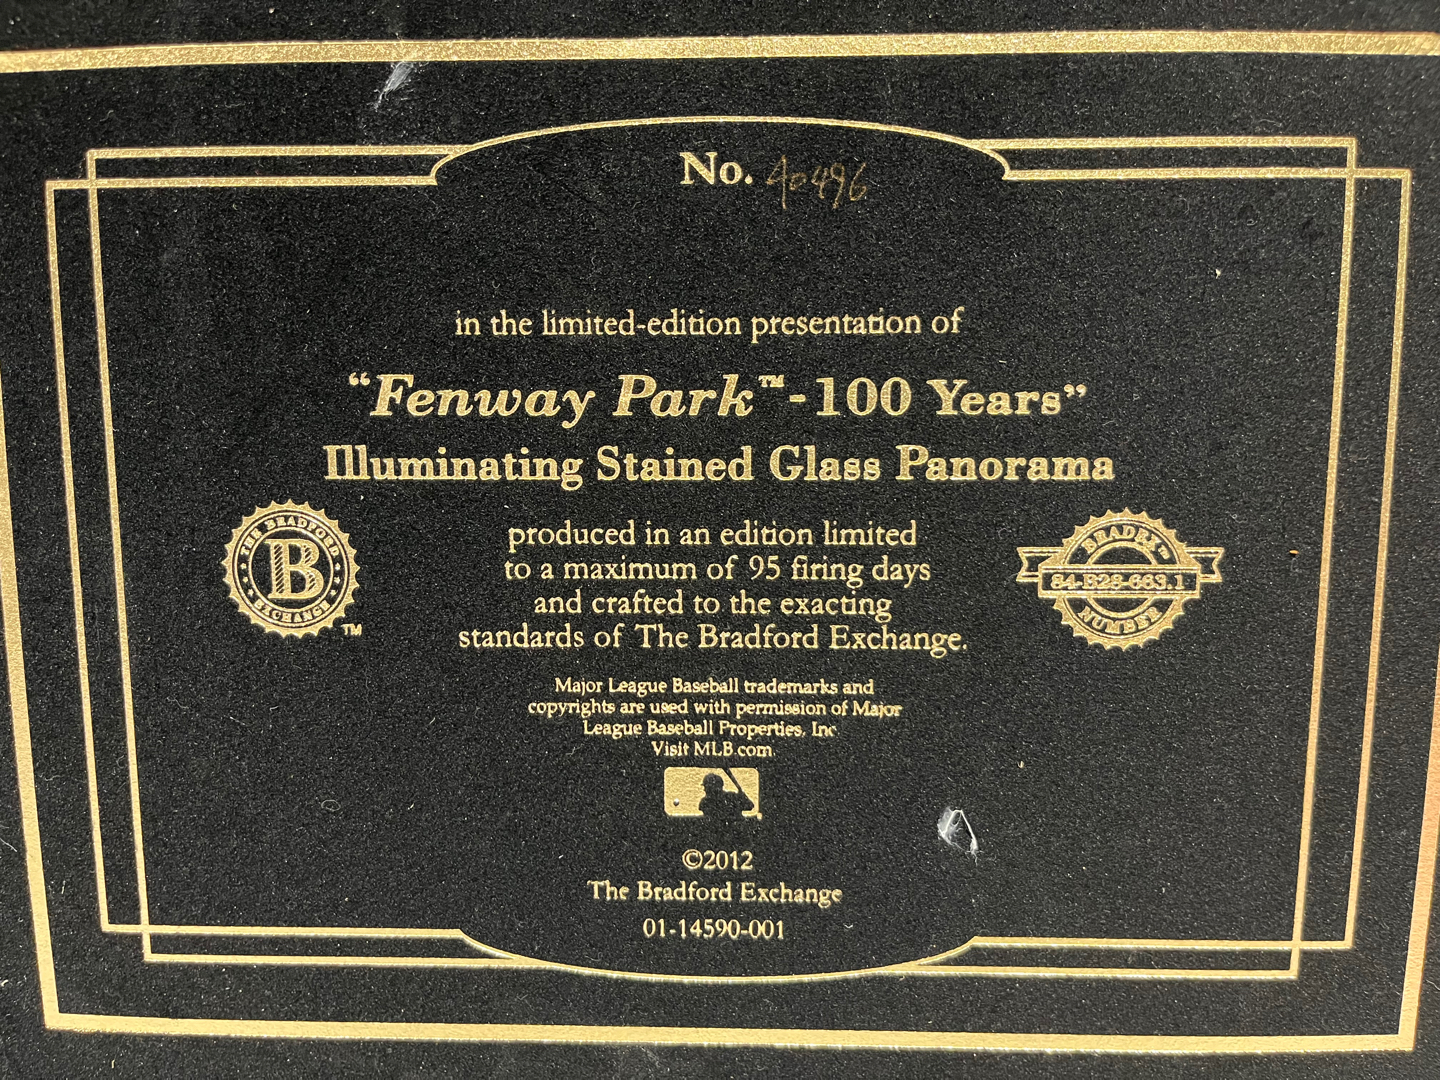 No. 40496
in the limited-edition presentation of
“Fenway Park™-100 Years”
Illuminating Stained Glass Panorama
THE BRADFORD
B
EXCHANGE
TM
produced in an edition limited
to a maximum of 95 firing days
and crafted to the exacting
standards of The Bradford Exchange.
BRADEX™
84-B28-663.1
NUMBER
Major League Baseball trademarks and
copyrights are used with permission of Major
League Baseball Properties, Inc
Visit MLB.com
©2012
The Bradford Exchange
01-14590-001